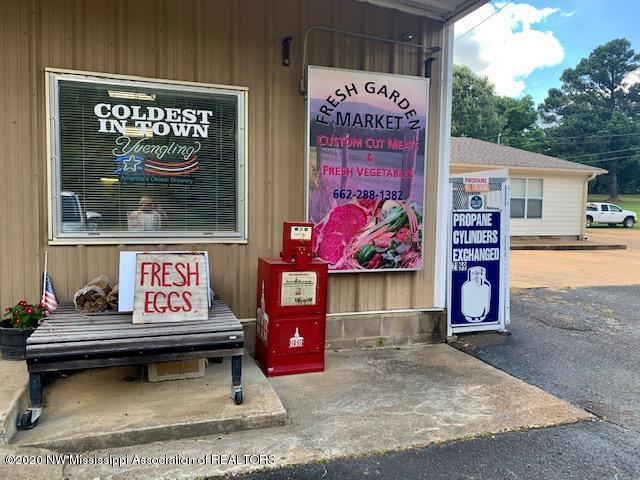 COLDEST
IN TOWN
Yuengling
America's Oldest Brewery
FRESH GARDEN
MARKET
CUSTOM CUT MEATS
&
FRESH VEGETABLES
662-288-1382
FRESH
EGGS
PROPANE
PROPANE
CYLINDERS
EXCHANGED
©2020 NW Mississippi Association of REALTORS